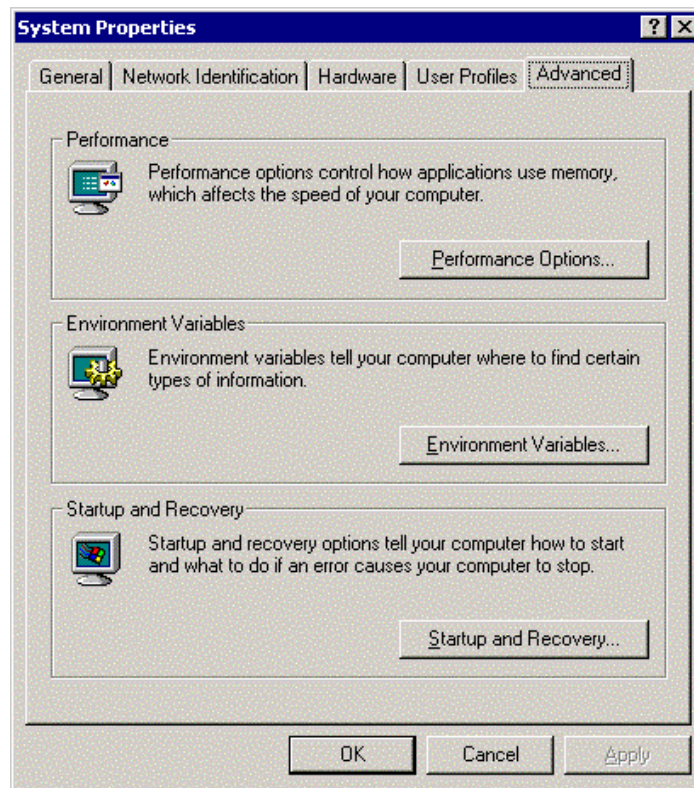 System Properties
General
Network Identification
Hardware
User Profiles
Advanced
Performance
Performance options control how applications use memory,
which affects the speed of your computer.
Performance Options...
Environment Variables
Environment variables tell your computer where to find certain
types of information.
Environment Variables...
Startup and Recovery
Startup and recovery options tell your computer how to start
and what to do if an error causes your computer to stop.
Startup and Recovery...
OK
Cancel
Apply